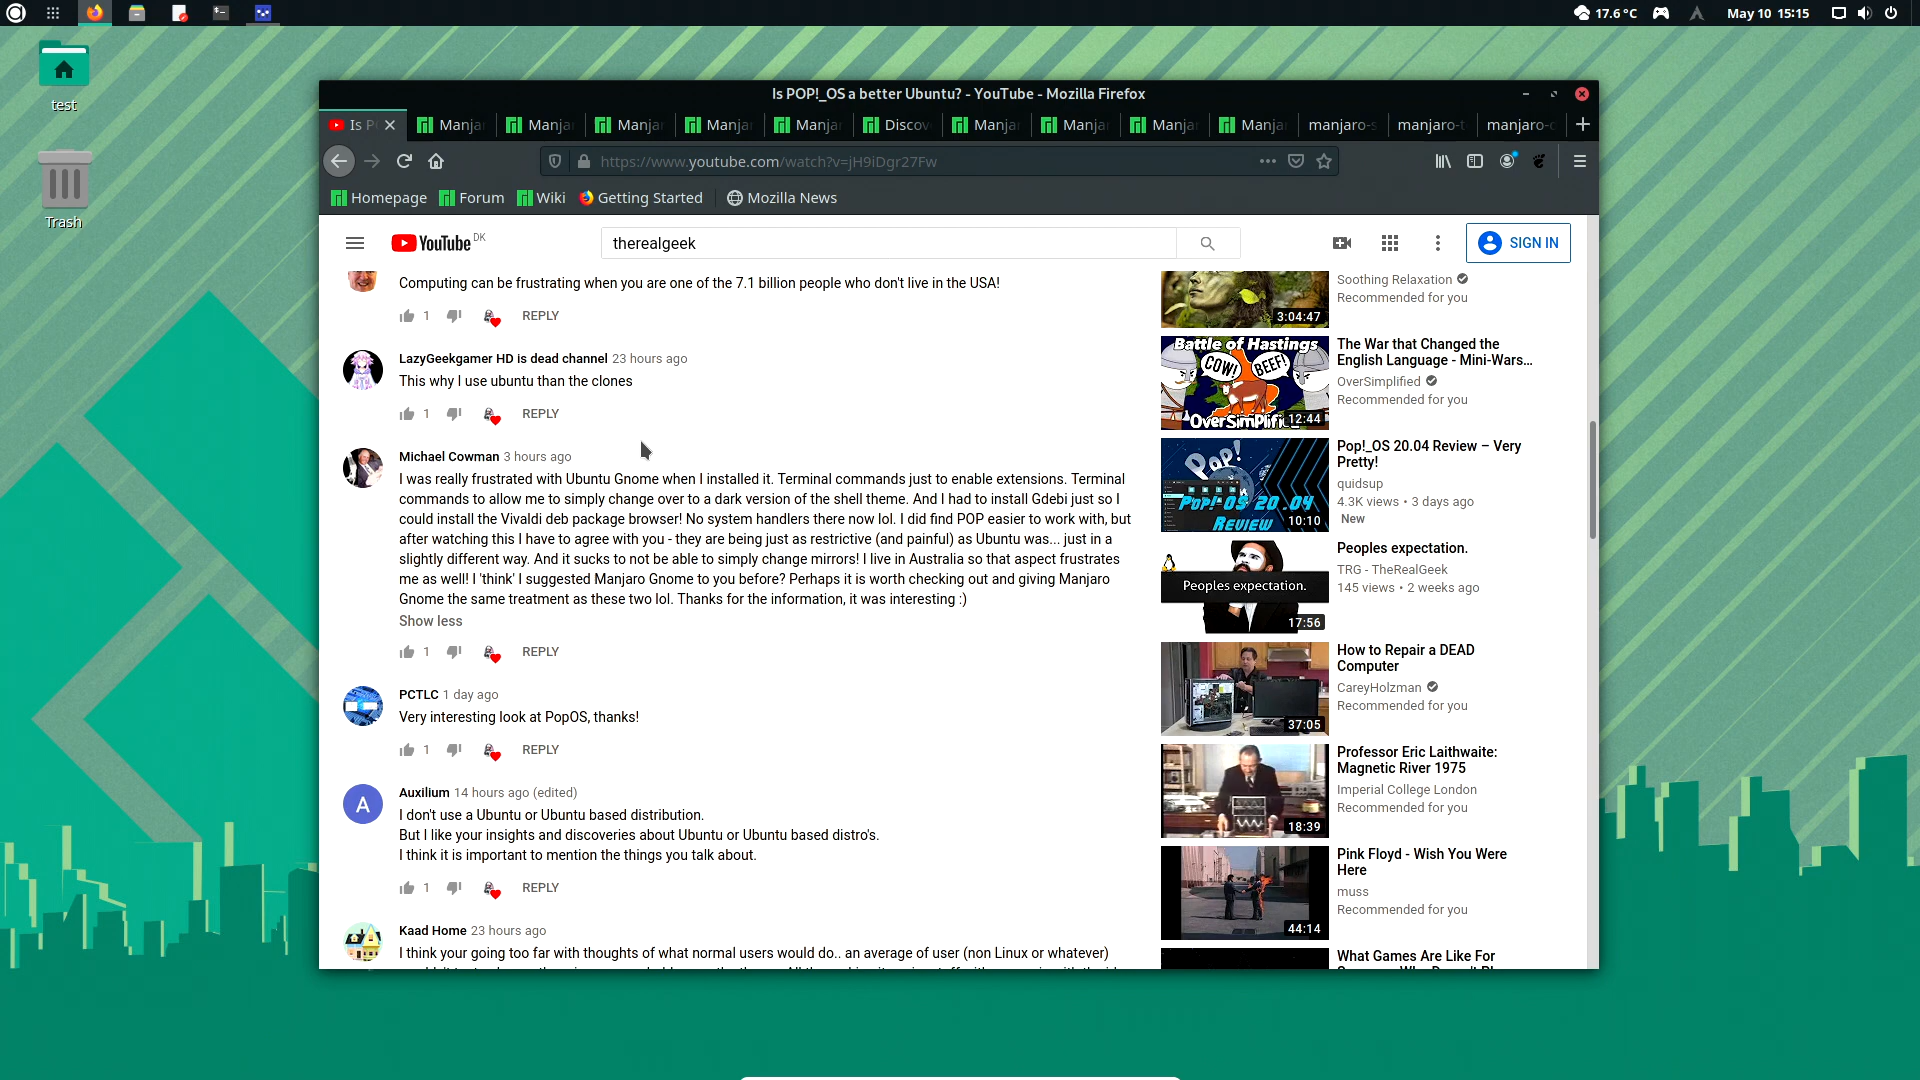 17.6 °C
May 10 15:15
test
Trash
Is POP!_OS a better Ubuntu? - YouTube - Mozilla Firefox
Is P Manja Manja Manja Manja Manja Discov Manja Manja Manja Manja manjaro-s manjaro-t manjaro-
https://www.youtube.com/watch?v=jH9iDgr27Fw
Homepage Forum Wiki Getting Started Mozilla News
YouTube DK
therealgeek
SIGN IN
Computing can be frustrating when you are one of the 7.1 billion people who don't live in the USA!
1 REPLY
LazyGeekgamer HD is dead channel 23 hours ago
This why I use ubuntu than the clones
1 REPLY
Michael Cowman 3 hours ago
I was really frustrated with Ubuntu Gnome when I installed it. Terminal commands just to enable extensions. Terminal
commands to allow me to simply change over to a dark version of the shell theme. And I had to install Gdebi just so I
could install the Vivaldi deb package browser! No system handlers there now lol. I did find POP easier to work with, but
after watching this I have to agree with you - they are being just as restrictive (and painful) as Ubuntu was... just in a
slightly different way. And it sucks to not be able to simply change mirrors! I live in Australia so that aspect frustrates
me as well! I 'think' I suggested Manjaro Gnome to you before? Perhaps it is worth checking out and giving Manjaro
Gnome the same treatment as these two lol. Thanks for the information, it was interesting :)
Show less
1 REPLY
PCTLC 1 day ago
Very interesting look at PopOS, thanks!
1 REPLY
Auxilium 14 hours ago (edited)
A
I don't use a Ubuntu or Ubuntu based distribution.
But I like your insights and discoveries about Ubuntu or Ubuntu based distro's.
I think it is important to mention the things you talk about.
1 REPLY
Kaad Home 23 hours ago
I think your going too far with thoughts of what normal users would do.. an average of user (non Linux or whatever)
Soothing Relaxation
Recommended for you
3:04:47
Battle of Hastings
COW! BEEF!
OverSimplifi
12:44
The War that Changed the
English Language - Mini-Wars...
OverSimplified
Recommended for you
Pop!
Pop!-OS 20.04
REVIEW
10:10
Pop!_OS 20.04 Review – Very
Pretty!
quidsup
4.3K views • 3 days ago
New
Peoples expectation.
17:56
Peoples expectation.
TRG - TheRealGeek
145 views • 2 weeks ago
37:05
How to Repair a DEAD
Computer
CareyHolzman
Recommended for you
18:39
Professor Eric Laithwaite:
Magnetic River 1975
Imperial College London
Recommended for you
44:14
Pink Floyd - Wish You Were
Here
muss
Recommended for you
What Games Are Like For